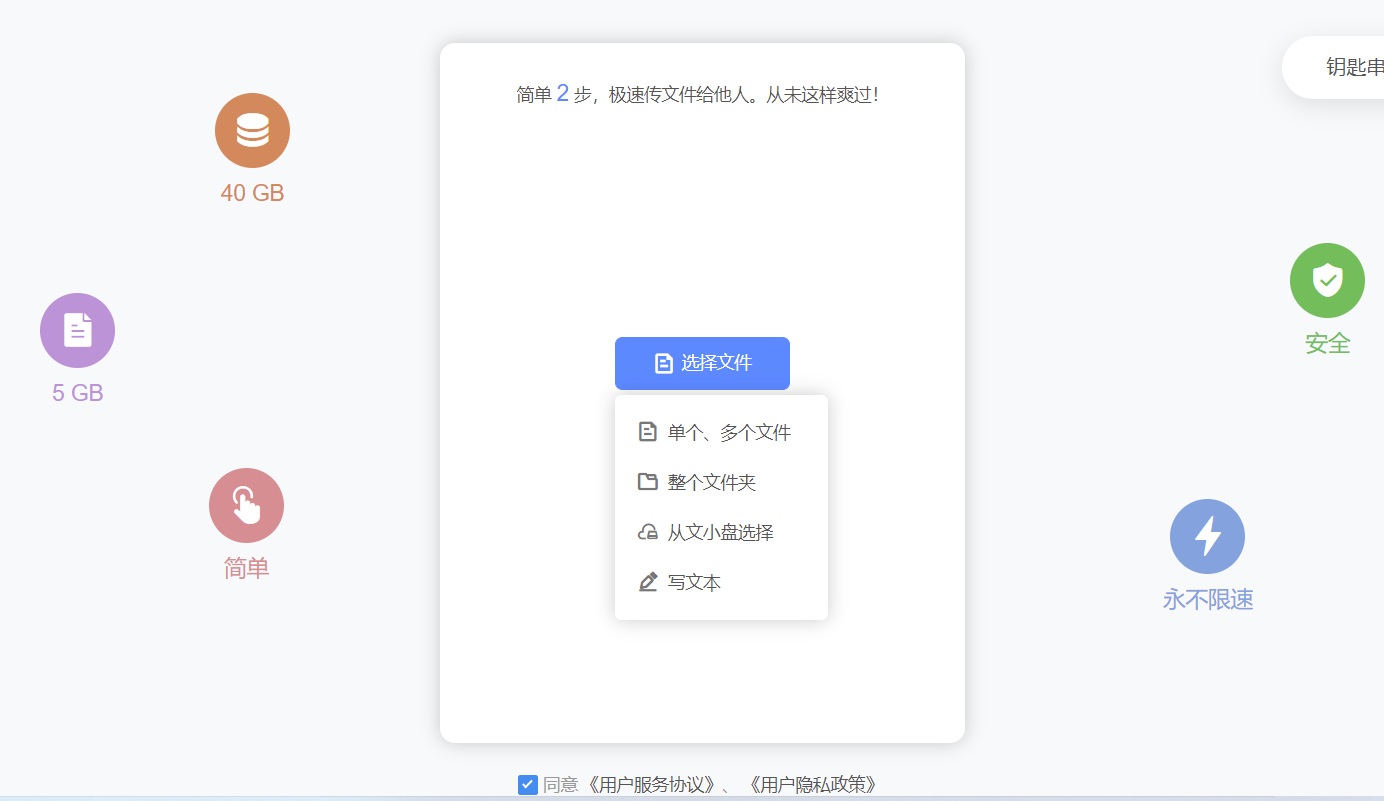 简单 2 步，极速传文件给他人。从未这样爽过！
钥匙串
40 GB
5 GB
简单
选择文件
单个、多个文件
整个文件夹
从文小盘选择
写文本
安全
永不限速
同意《用户服务协议》、《用户隐私政策》